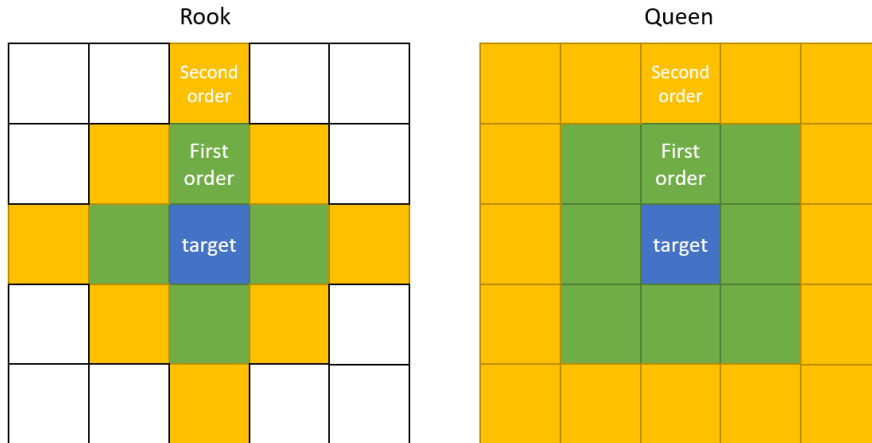 Rook
Queen
Second
order
Second
order
First
order
First
order
target
target